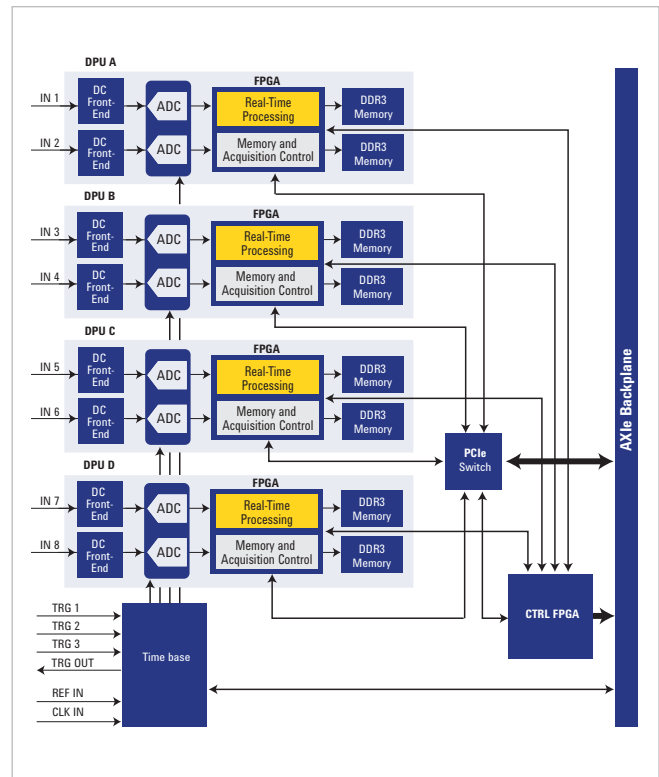 DPU A
FPGA
IN 1
DC
Front-
End
ADC
Real-Time
Processing
DDR3
Memory
IN 2
DC
Front-
End
ADC
Memory and
Acquisition Control
DDR3
Memory
DPU B
FPGA
IN 3
DC
Front-
End
ADC
Real-Time
Processing
DDR3
Memory
IN 4
DC
Front-
End
ADC
Memory and
Acquisition Control
DDR3
Memory
DPU C
FPGA
IN 5
DC
Front-
End
ADC
Real-Time
Processing
DDR3
Memory
IN 6
DC
Front-
End
ADC
Memory and
Acquisition Control
DDR3
Memory
DPU D
FPGA
IN 7
DC
Front-
End
ADC
Real-Time
Processing
DDR3
Memory
IN 8
DC
Front-
End
ADC
Memory and
Acquisition Control
DDR3
Memory
PCIe
Switch
AXIe Backplane
CTRL FPGA
TRG 1
TRG 2
TRG 3
TRG OUT
REF IN
CLK IN
Time base